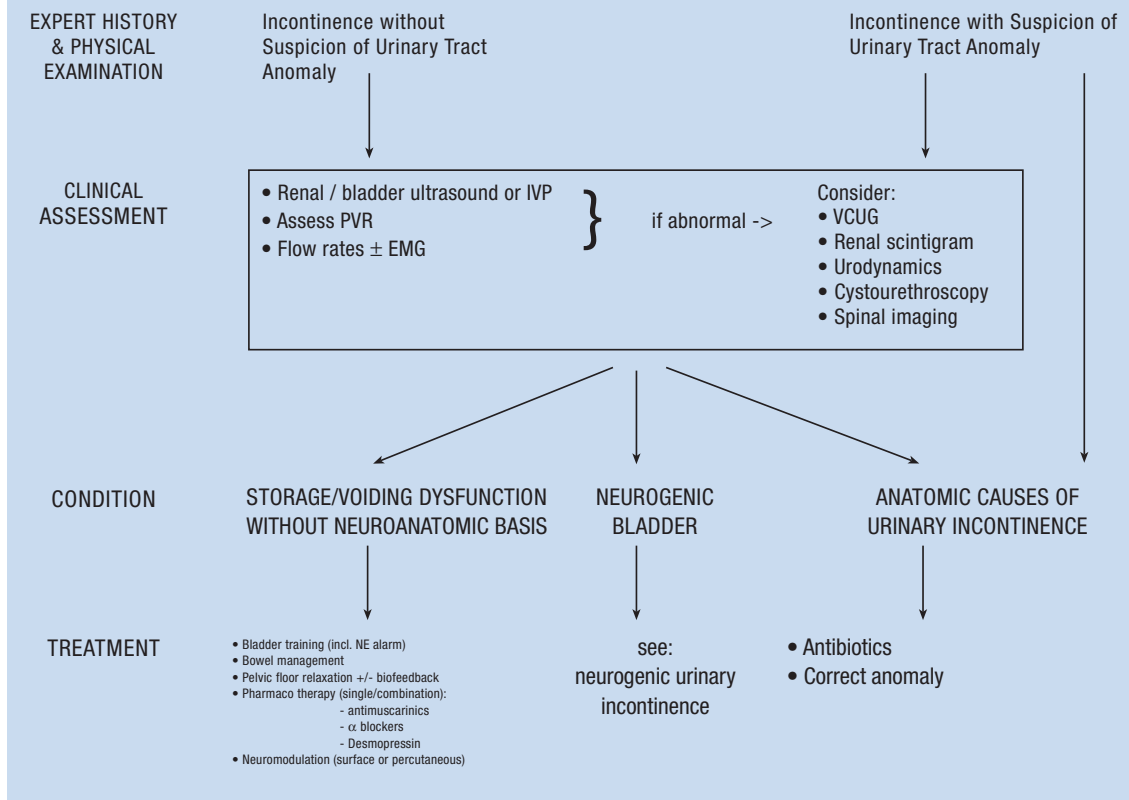 EXPERT HISTORY
& PHYSICAL
EXAMINATION
Incontinence without
Suspicion of Urinary Tract
Anomaly
Incontinence with Suspicion of
Urinary Tract Anomaly
CLINICAL
ASSESSMENT
• Renal / bladder ultrasound or IVP
• Assess PVR
• Flow rates ± EMG
}
if abnormal ->
Consider:
• VCUG
• Renal scintigram
• Urodynamics
• Cystourethroscopy
• Spinal imaging
CONDITION
STORAGE/VOIDING DYSFUNCTION
WITHOUT NEUROANATOMIC BASIS
NEUROGENIC
BLADDER
ANATOMIC CAUSES OF
URINARY INCONTINENCE
TREATMENT
• Bladder training (incl. NE alarm)
• Bowel management
• Pelvic floor relaxation +/- biofeedback
• Pharmaco therapy (single/combination):
- antimuscarinics
- α blockers
- Desmopressin
• Neuromodulation (surface or percutaneous)
see:
neurogenic urinary
incontinence
• Antibiotics
• Correct anomaly